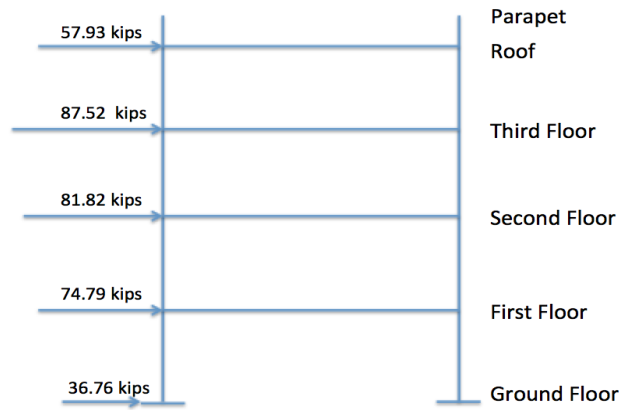 Parapet
57.93 kips
Roof
87.52 kips
Third Floor
81.82 kips
Second Floor
74.79 kips
First Floor
36.76 kips
Ground Floor